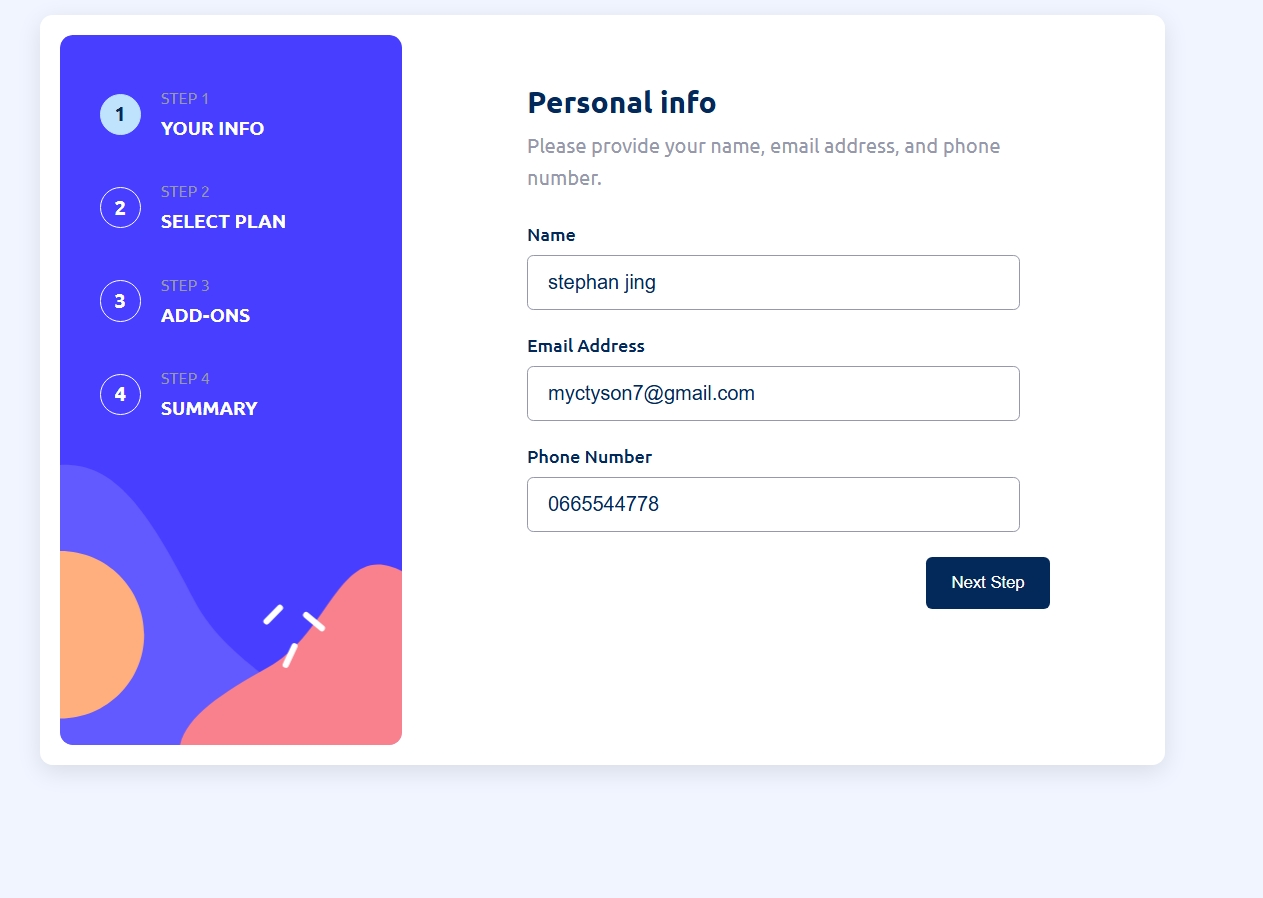 1
STEP 1
YOUR INFO
2
STEP 2
SELECT PLAN
3
STEP 3
ADD-ONS
4
STEP 4
SUMMARY
Personal info
Please provide your name, email address, and phone
number.
Name
stephan jing
Email Address
myctyson7@gmail.com
Phone Number
0665544778
Next Step